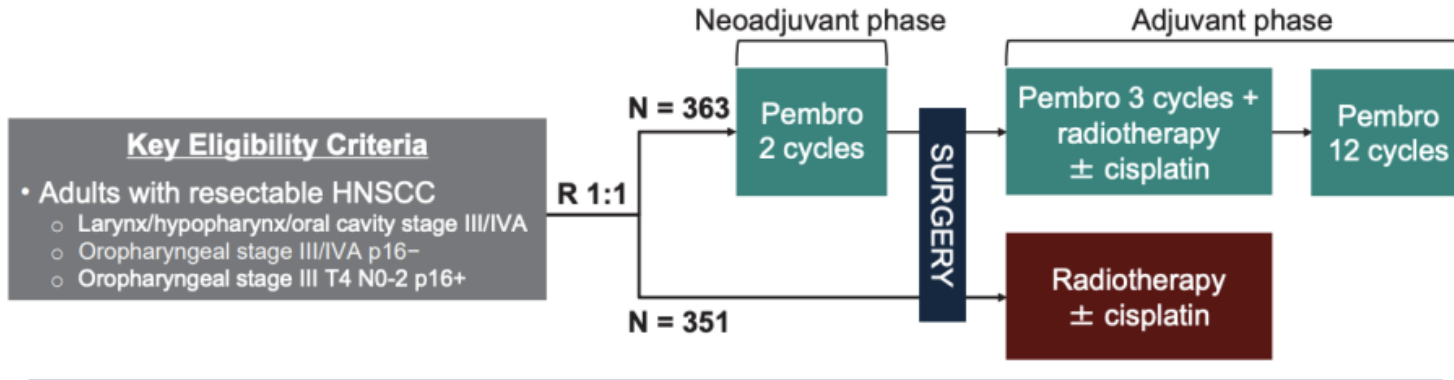 Neoadjuvant phase
Adjuvant phase
Key Eligibility Criteria
• Adults with resectable HNSCC
○ Larynx/hypopharynx/oral cavity stage III/IVA
○ Oropharyngeal stage III/IVA p16−
○ Oropharyngeal stage III T4 N0-2 p16+
R 1:1
N = 363
Pembro
2 cycles
SURGERY
Pembro 3 cycles +
radiotherapy
± cisplatin
Pembro
12 cycles
N = 351
Radiotherapy
± cisplatin